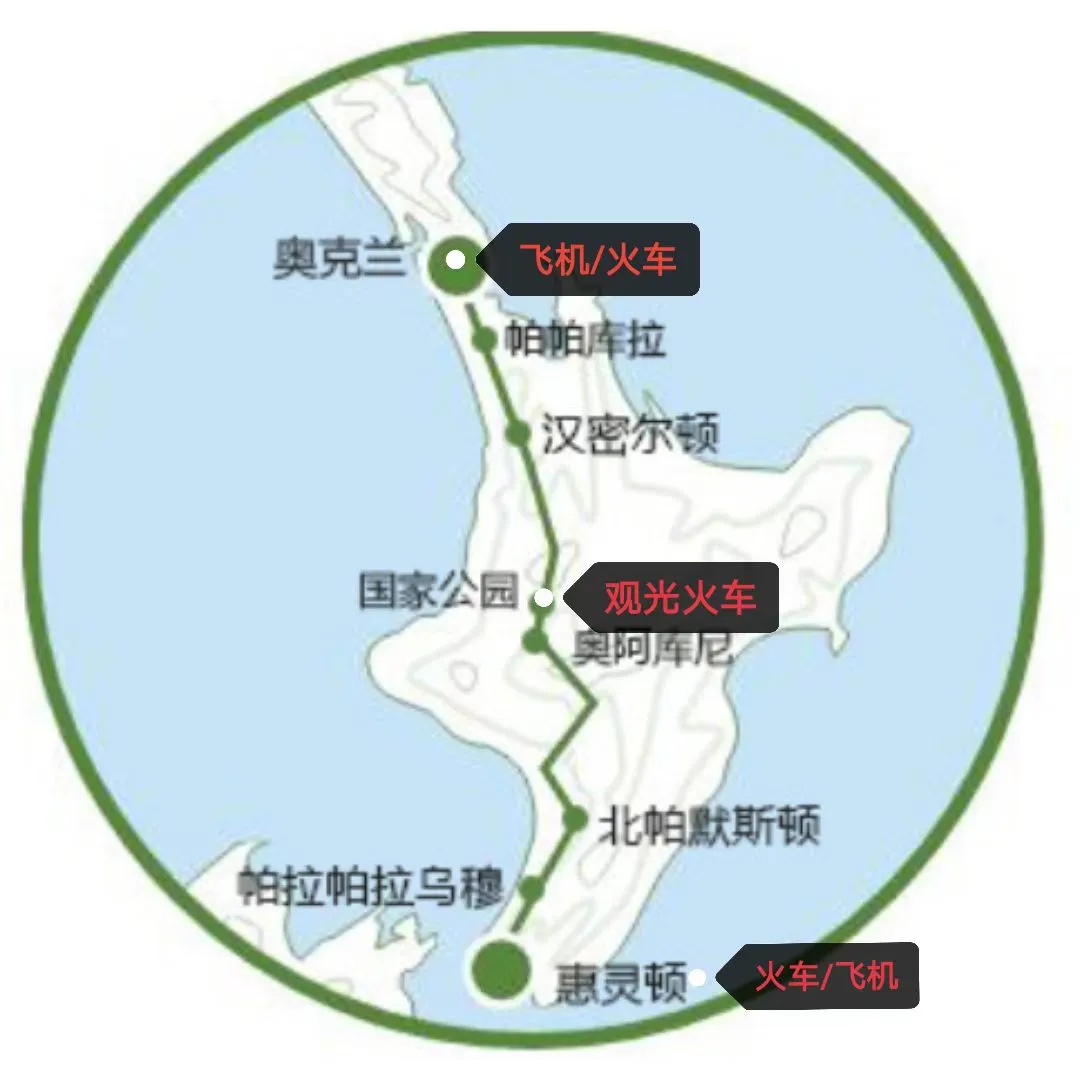 奥克兰
飞机/火车
帕帕库拉
汉密尔顿
国家公园
观光火车
奥阿库尼
北帕默斯顿
帕拉帕拉乌穆
惠灵顿
火车/飞机